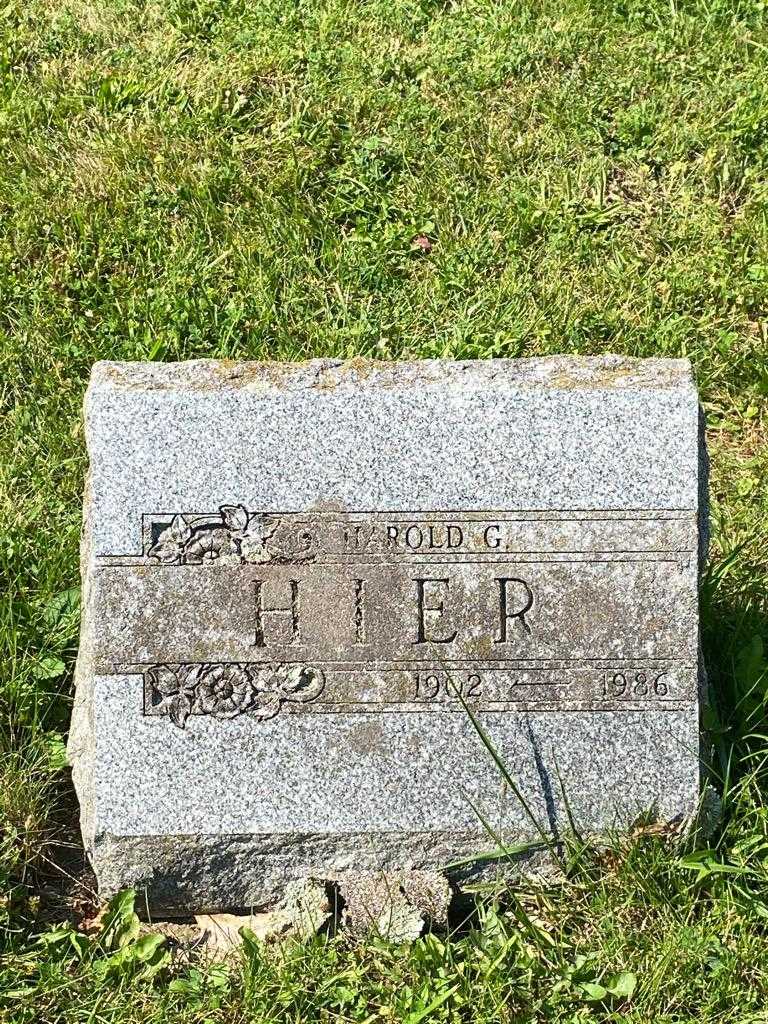 HAROLD G.
HIER
1902 — 1986